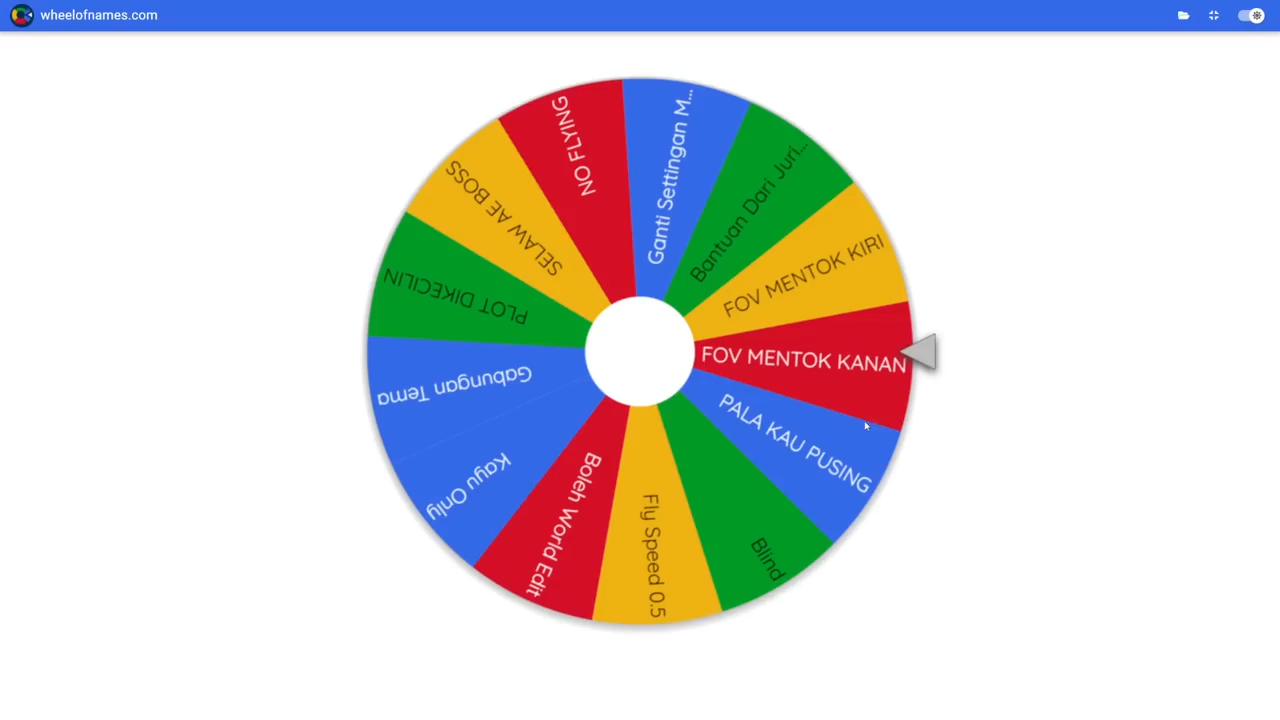 wheelofnames.com
NO FLYING
Ganti Settingan M...
Bantuan Dari Juri...
FOV MENTOK KIRI
FOV MENTOK KANAN
PALA KAU PUSING
Blind
Fly Speed 0.5
Boleh World Edit
Kayu Only
Gabungan Tema
PLOT DIKECILIN
SELAW AE BOSS